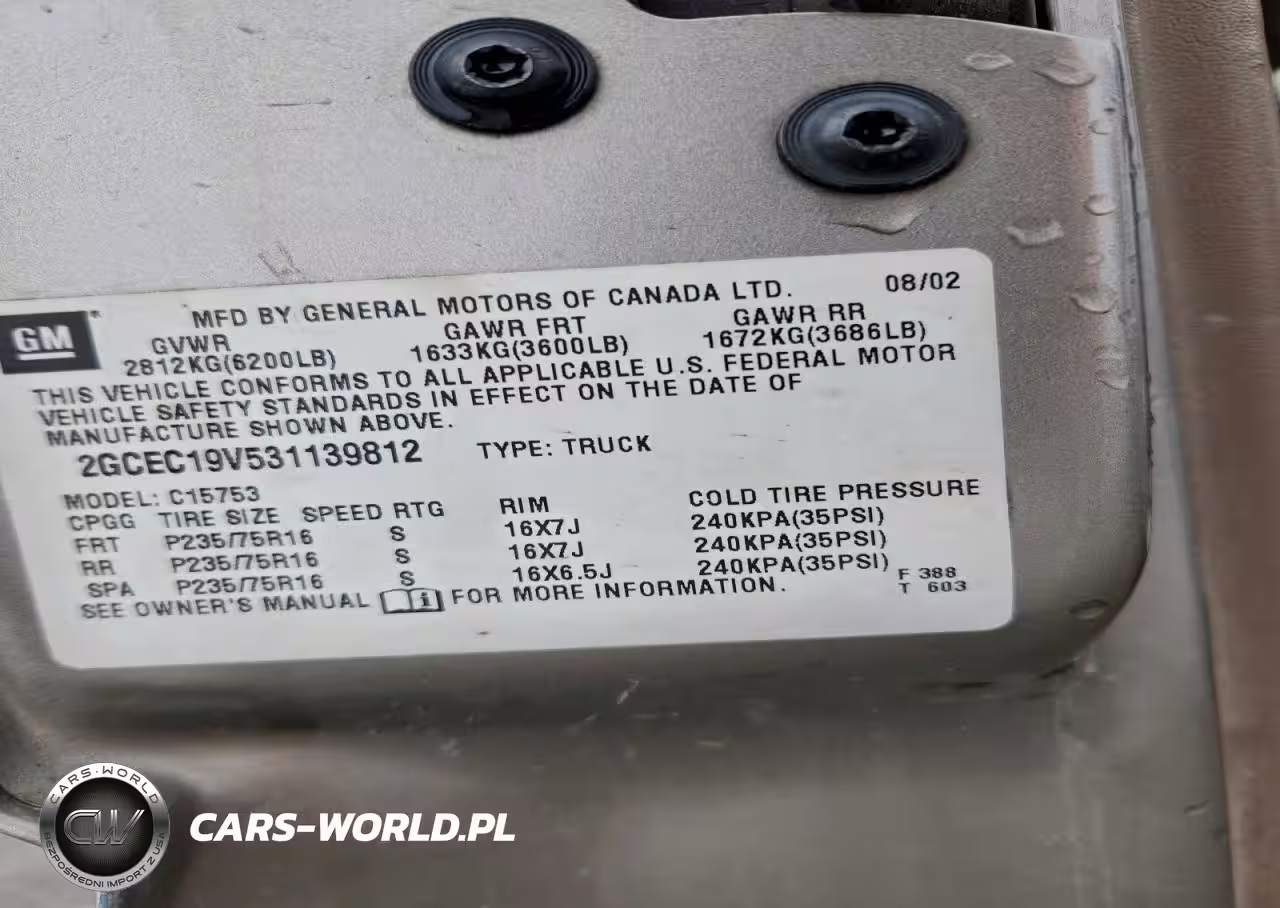 GM
MFD BY GENERAL MOTORS OF CANADA LTD. 08/02
GVWR GAWR FRT GAWR RR
2812KG(6200LB) 1633KG(3600LB) 1672KG(3686LB)
THIS VEHICLE CONFORMS TO ALL APPLICABLE U.S. FEDERAL MOTOR
VEHICLE SAFETY STANDARDS IN EFFECT ON THE DATE OF
MANUFACTURE SHOWN ABOVE.
2GCEC19V531139812 TYPE: TRUCK
MODEL: C15753
CPGG TIRE SIZE SPEED RTG RIM COLD TIRE PRESSURE
FRT P235/75R16 S 16X7J 240KPA(35PSI)
RR P235/75R16 S 16X7J 240KPA(35PSI)
SPA P235/75R16 S 16X6.5J 240KPA(35PSI)
SEE OWNER'S MANUAL i FOR MORE INFORMATION. F 388
T 603
CARS-WORLD
CW
BEZPOŚREDNI IMPORT Z USA
CARS-WORLD.PL